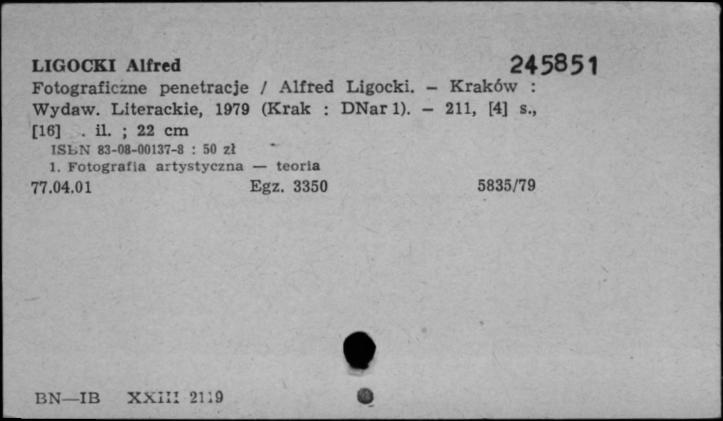 LIGOCKI Alfred 245851
Fotograficzne penetracje / Alfred Ligocki. — Kraków :
Wydaw. Literackie, 1979 (Krak : DNar 1). — 211, [4] s.,
[16] . il. ; 22 cm
ISBN 83-08-00137-8 : 50 zł
1. Fotografia artystyczna — teoria
77.04.01 Egz. 3350 5835/79
BN—IB XXIII 2119